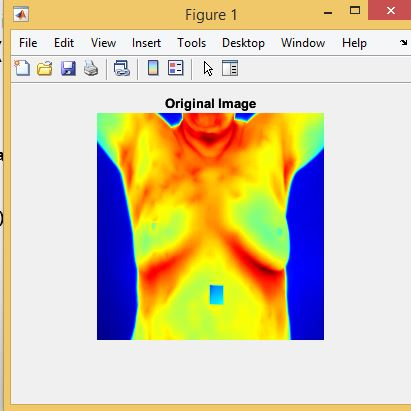 Figure 1
File Edit View Insert Tools Desktop Window Help
Original Image